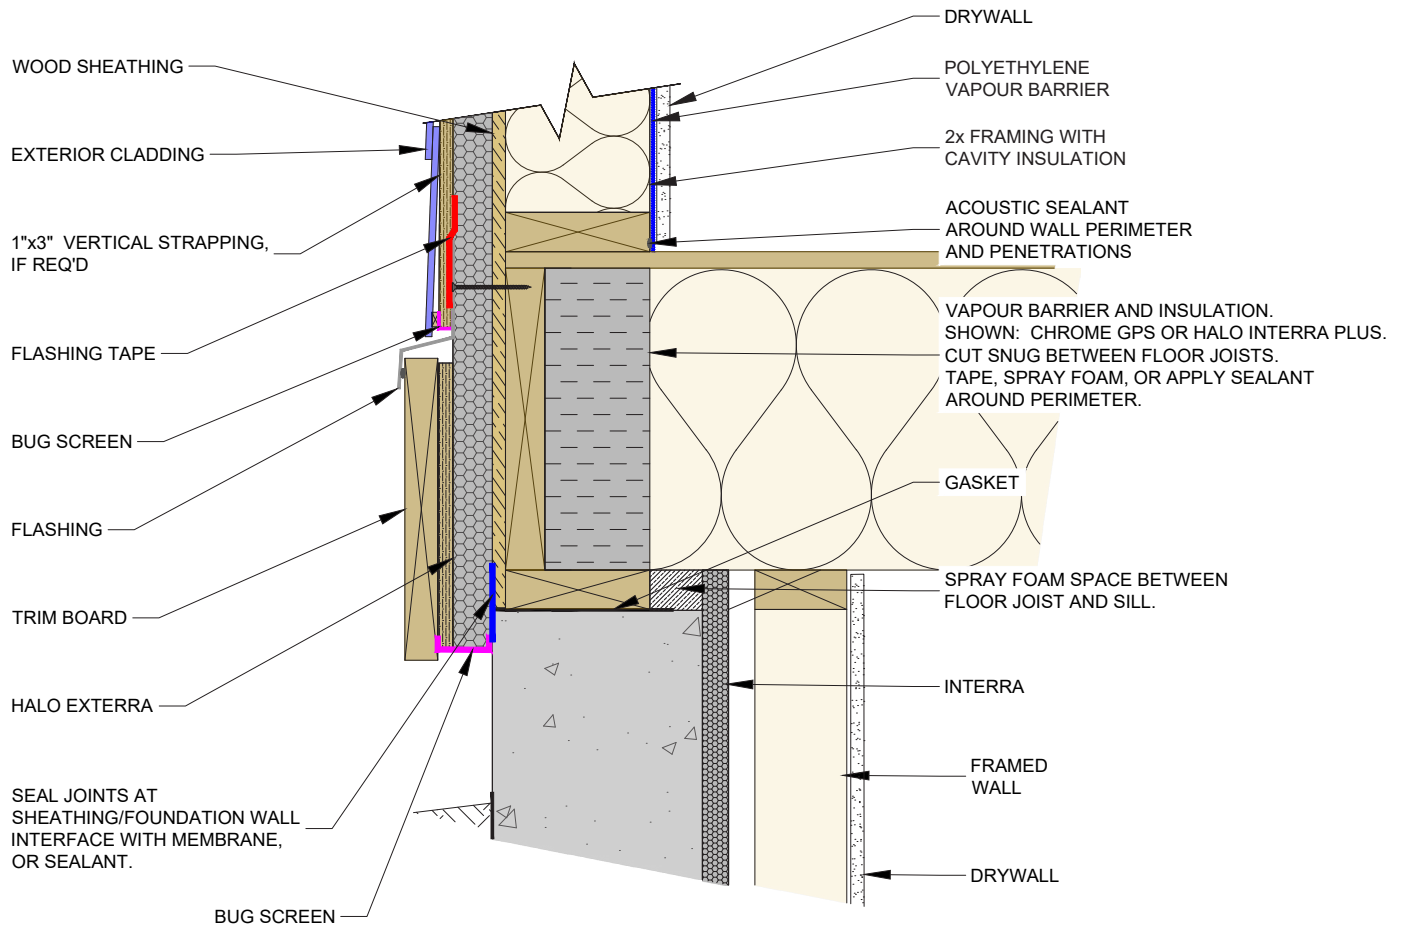 WOOD SHEATHING
EXTERIOR CLADDING
1"x3" VERTICAL STRAPPING,
IF REQ'D
FLASHING TAPE
BUG SCREEN
FLASHING
TRIM BOARD
HALO EXTERRA
SEAL JOINTS AT
SHEATHING/FOUNDATION WALL
INTERFACE WITH MEMBRANE,
OR SEALANT.
BUG SCREEN
DRYWALL
POLYETHYLENE
VAPOUR BARRIER
2x FRAMING WITH
CAVITY INSULATION
ACOUSTIC SEALANT
AROUND WALL PERIMETER
AND PENETRATIONS
VAPOUR BARRIER AND INSULATION.
SHOWN: CHROME GPS OR HALO INTERRA PLUS.
CUT SNUG BETWEEN FLOOR JOISTS.
TAPE, SPRAY FOAM, OR APPLY SEALANT
AROUND PERIMETER.
GASKET
SPRAY FOAM SPACE BETWEEN
FLOOR JOIST AND SILL.
INTERRA
FRAMED
WALL
DRYWALL